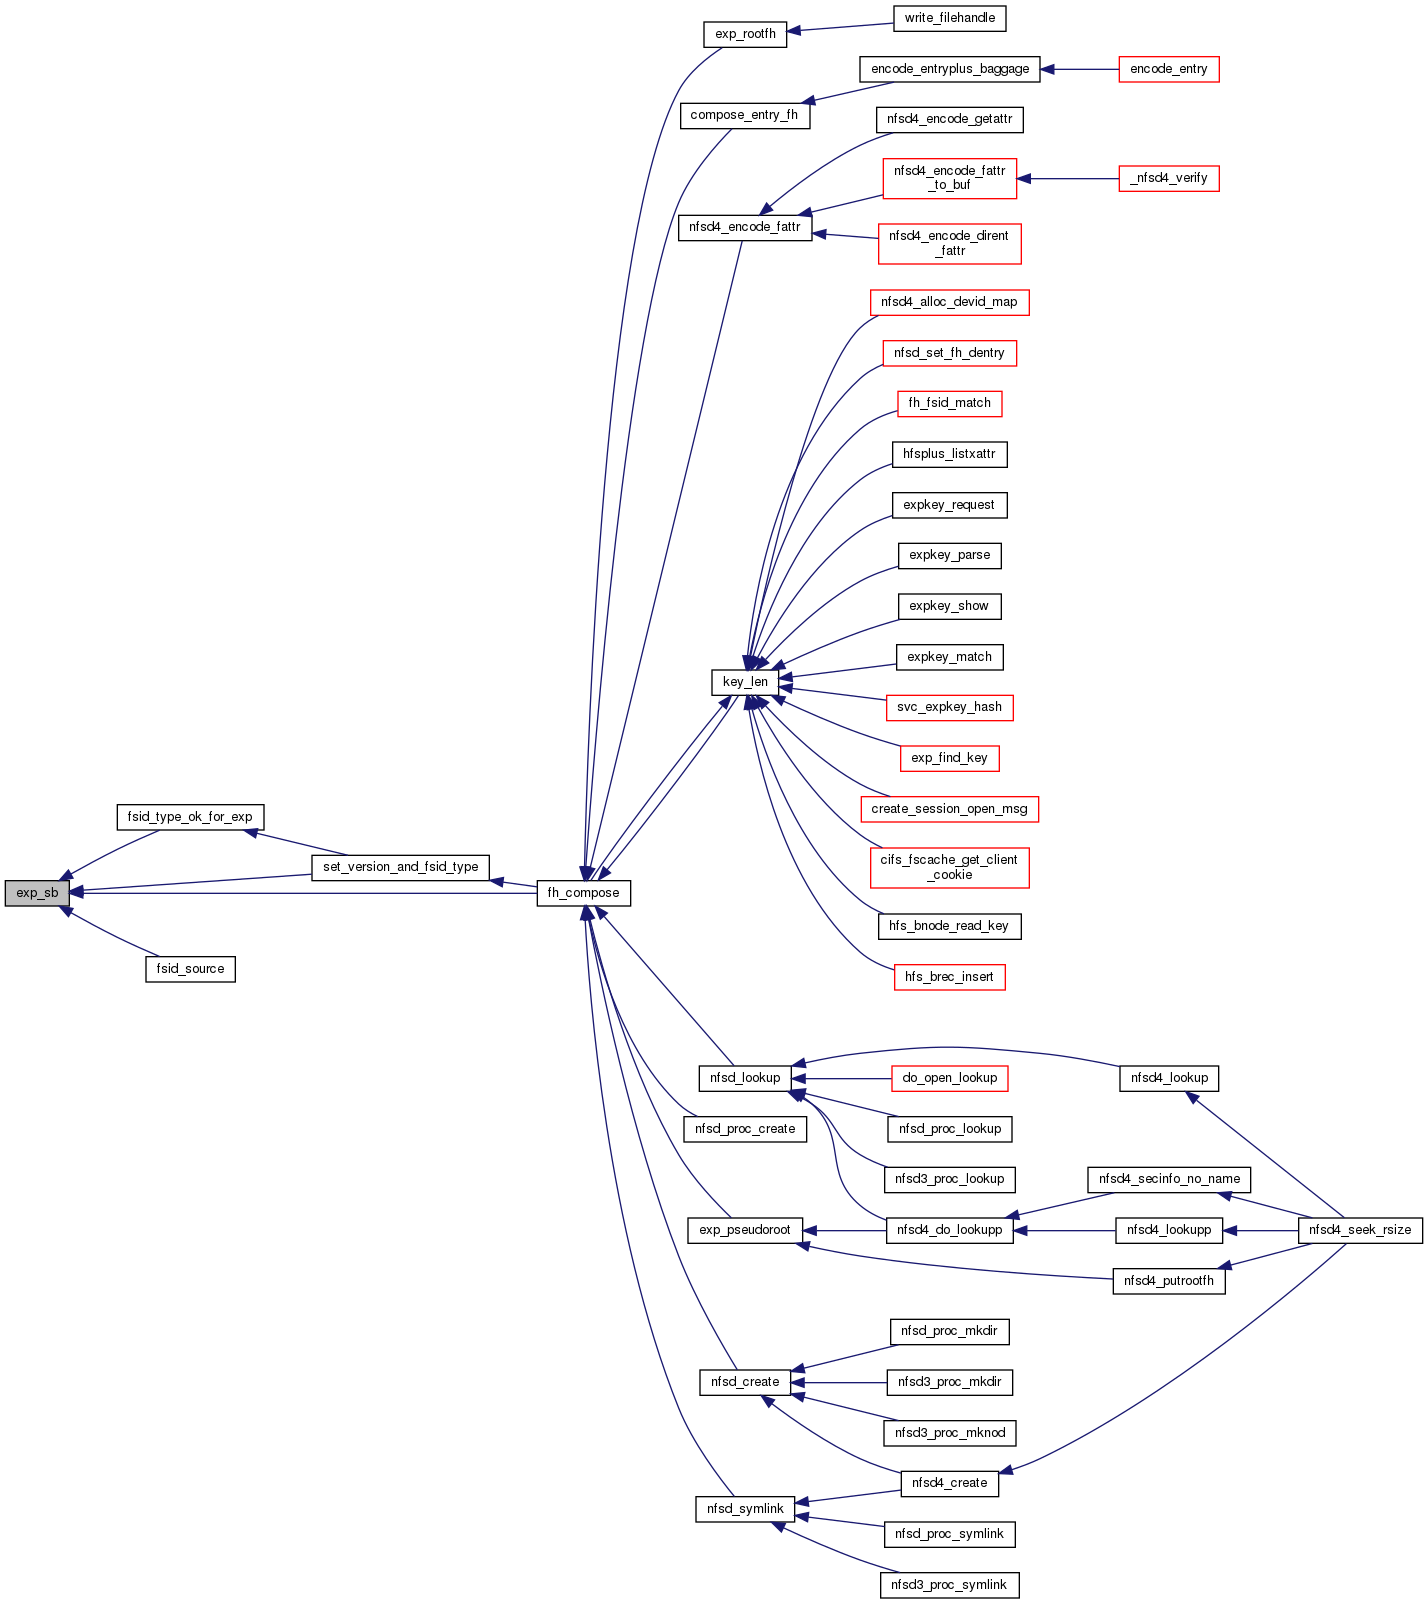 write_filehandle
exp_rootfh
encode_entryplus_baggage
encode_entry
compose_entry_fh
nfsd4_encode_getattr
nfsd4_encode_fattr
_to_buf
_nfsd4_verify
nfsd4_encode_fattr
nfsd4_encode_dirent
_fattr
nfsd4_alloc_devid_map
nfsd_set_fh_dentry
fh_fsid_match
hfsplus_listxattr
expkey_request
expkey_parse
expkey_show
expkey_match
key_len
svc_expkey_hash
exp_find_key
create_session_open_msg
fsid_type_ok_for_exp
cifs_fscache_get_client
_cookie
set_version_and_fsid_type
exp_sb
fh_compose
hfs_bnode_read_key
fsid_source
hfs_brec_insert
nfsd_lookup
do_open_lookup
nfsd4_lookup
nfsd_proc_create
nfsd_proc_lookup
nfsd3_proc_lookup
nfsd4_secinfo_no_name
exp_pseudoroot
nfsd4_do_lookupp
nfsd4_lookupp
nfsd4_seek_rsize
nfsd4_putrootfh
nfsd_proc_mkdir
nfsd_create
nfsd3_proc_mkdir
nfsd3_proc_mknod
nfsd4_create
nfsd_symlink
nfsd_proc_symlink
nfsd3_proc_symlink